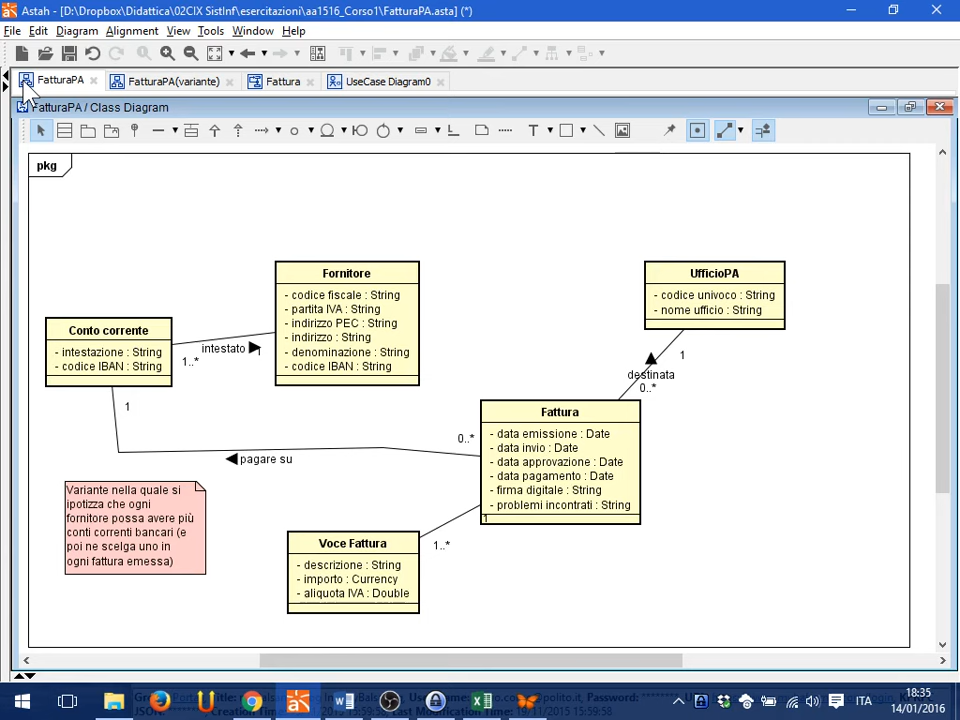 Astah - [D:\Dropbox\Didattica\02CIX SistInf\esercitazioni\aa1516_Corso1\FatturaPA.asta] (*)
File Edit Diagram Alignment View Tools Window Help
FatturaPA FatturaPA(variante) Fattura UseCase Diagram0
FatturaPA / Class Diagram
pkg
Fornitore
- codice fiscale : String
- partita IVA : String
- indirizzo PEC : String
- indirizzo : String
- denominazione : String
- codice IBAN : String
UfficioPA
- codice univoco : String
- nome ufficio : String
Conto corrente
- intestazione : String
- codice IBAN : String
intestato 1
1..*
1
destinata
0..*
1
Fattura
- data emissione : Date
- data invio : Date
- data approvazione : Date
- data pagamento : Date
- firma digitale : String
- problemi incontrati : String
1
0..*
pagare su
Variante nella quale si
ipotizza che ogni
fornitore possa avere più
conti correnti bancari (e
poi ne scelga uno in
ogni fattura emessa)
Voce Fattura
- descrizione : String
- importo : Currency
- aliquota IVA : Double
1..*
ITA
18:35
14/01/2016